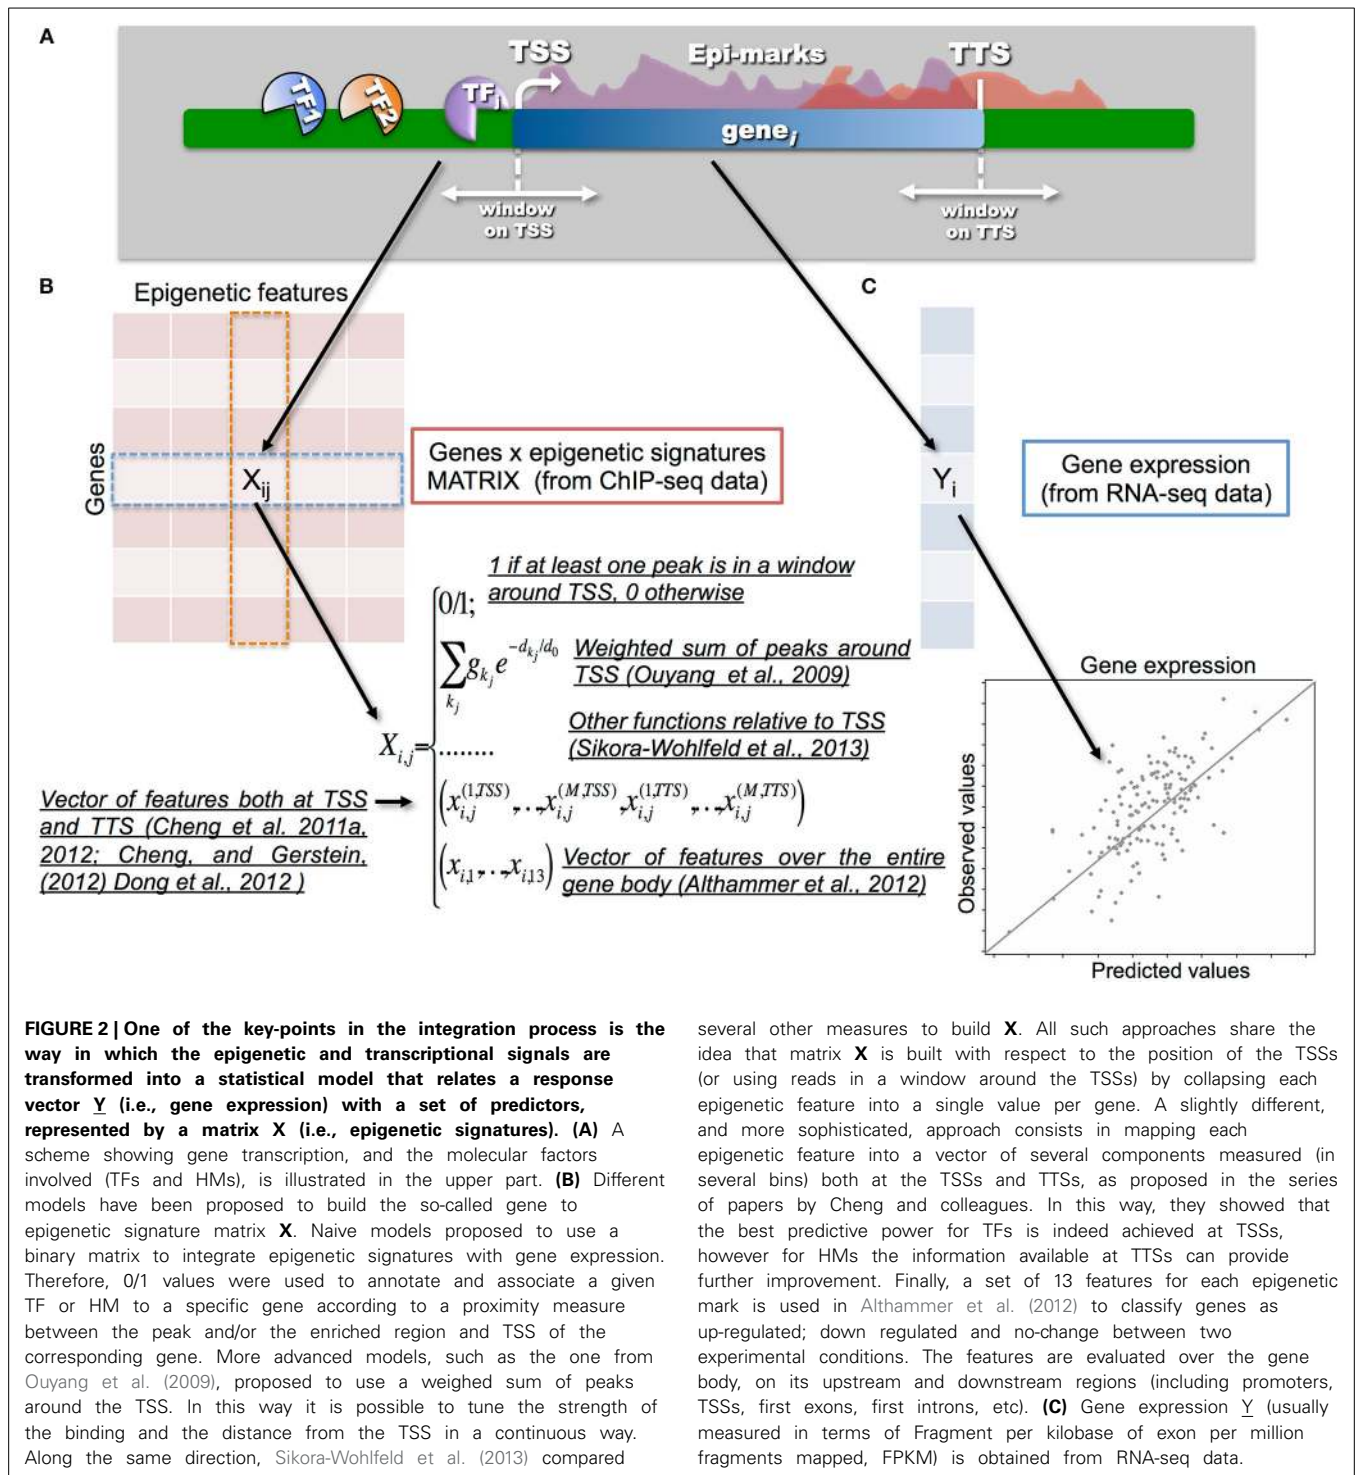 A
TSS
Epi-marks
TTS
TF1
TF2
TFj
genei
window
on TSS
window
on TTS
B
Epigenetic features
Genes
Xij
Genes x epigenetic signatures
MATRIX (from ChIP-seq data)
C
Yi
Gene expression
(from RNA-seq data)
1 if at least one peak is in a window
around TSS, 0 otherwise
0/1;
∑kj gkj e^−dkj/d0
Weighted sum of peaks around
TSS (Ouyang et al., 2009)
Other functions relative to TSS
(Sikora-Wohlfeld et al., 2013)
Xi,j= ........
Vector of features both at TSS
and TTS (Cheng et al. 2011a,
2012; Cheng, and Gerstein,
(2012) Dong et al., 2012 )
(xi,j(1,TSS),..,xi,j(M,TSS),xi,j(1,TTS),..,xi,j(M,TTS))
(xi,1,..,xi,13)
Vector of features over the entire
gene body (Althammer et al., 2012)
Gene expression
Observed values
Predicted values
FIGURE 2 | One of the key-points in the integration process is the
way in which the epigenetic and transcriptional signals are
transformed into a statistical model that relates a response
vector Y (i.e., gene expression) with a set of predictors,
represented by a matrix X (i.e., epigenetic signatures). (A) A
scheme showing gene transcription, and the molecular factors
involved (TFs and HMs), is illustrated in the upper part. (B) Different
models have been proposed to build the so-called gene to
epigenetic signature matrix X. Naive models proposed to use a
binary matrix to integrate epigenetic signatures with gene expression.
Therefore, 0/1 values were used to annotate and associate a given
TF or HM to a specific gene according to a proximity measure
between the peak and/or the enriched region and TSS of the
corresponding gene. More advanced models, such as the one from
Ouyang et al. (2009), proposed to use a weighed sum of peaks
around the TSS. In this way it is possible to tune the strength of
the binding and the distance from the TSS in a continuous way.
Along the same direction, Sikora-Wohlfeld et al. (2013) compared
several other measures to build X. All such approaches share the
idea that matrix X is built with respect to the position of the TSSs
(or using reads in a window around the TSSs) by collapsing each
epigenetic feature into a single value per gene. A slightly different,
and more sophisticated, approach consists in mapping each
epigenetic feature into a vector of several components measured (in
several bins) both at the TSSs and TTSs, as proposed in the series
of papers by Cheng and colleagues. In this way, they showed that
the best predictive power for TFs is indeed achieved at TSSs,
however for HMs the information available at TTSs can provide
further improvement. Finally, a set of 13 features for each epigenetic
mark is used in Althammer et al. (2012) to classify genes as
up-regulated; down regulated and no-change between two
experimental conditions. The features are evaluated over the gene
body, on its upstream and downstream regions (including promoters,
TSSs, first exons, first introns, etc). (C) Gene expression Y (usually
measured in terms of Fragment per kilobase of exon per million
fragments mapped, FPKM) is obtained from RNA-seq data.